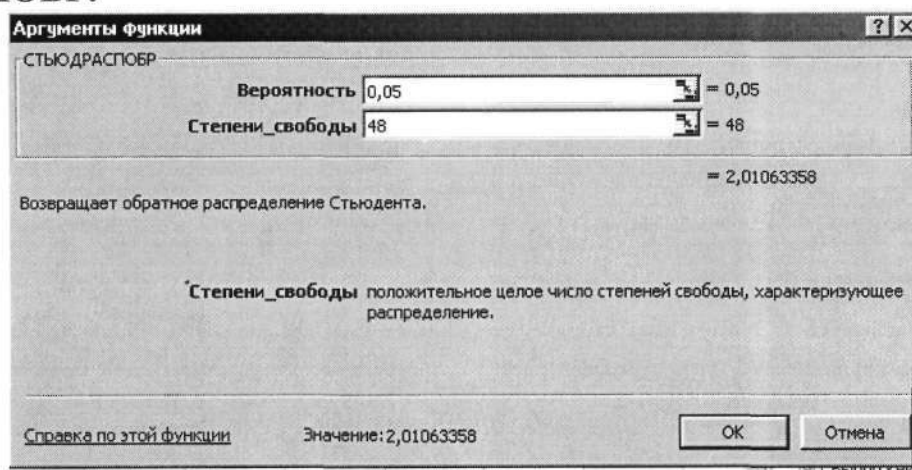 Аргументы функции
СТЬЮДРАСПОБР
Вероятность 0,05 = 0,05
Степени_свободы 48 = 48
= 2,01063358
Возвращает обратное распределение Стьюдента.
Степени_свободы положительное целое число степеней свободы, характеризующее
распределение.
Справка по этой функции Значение:2,01063358 ОК Отмена